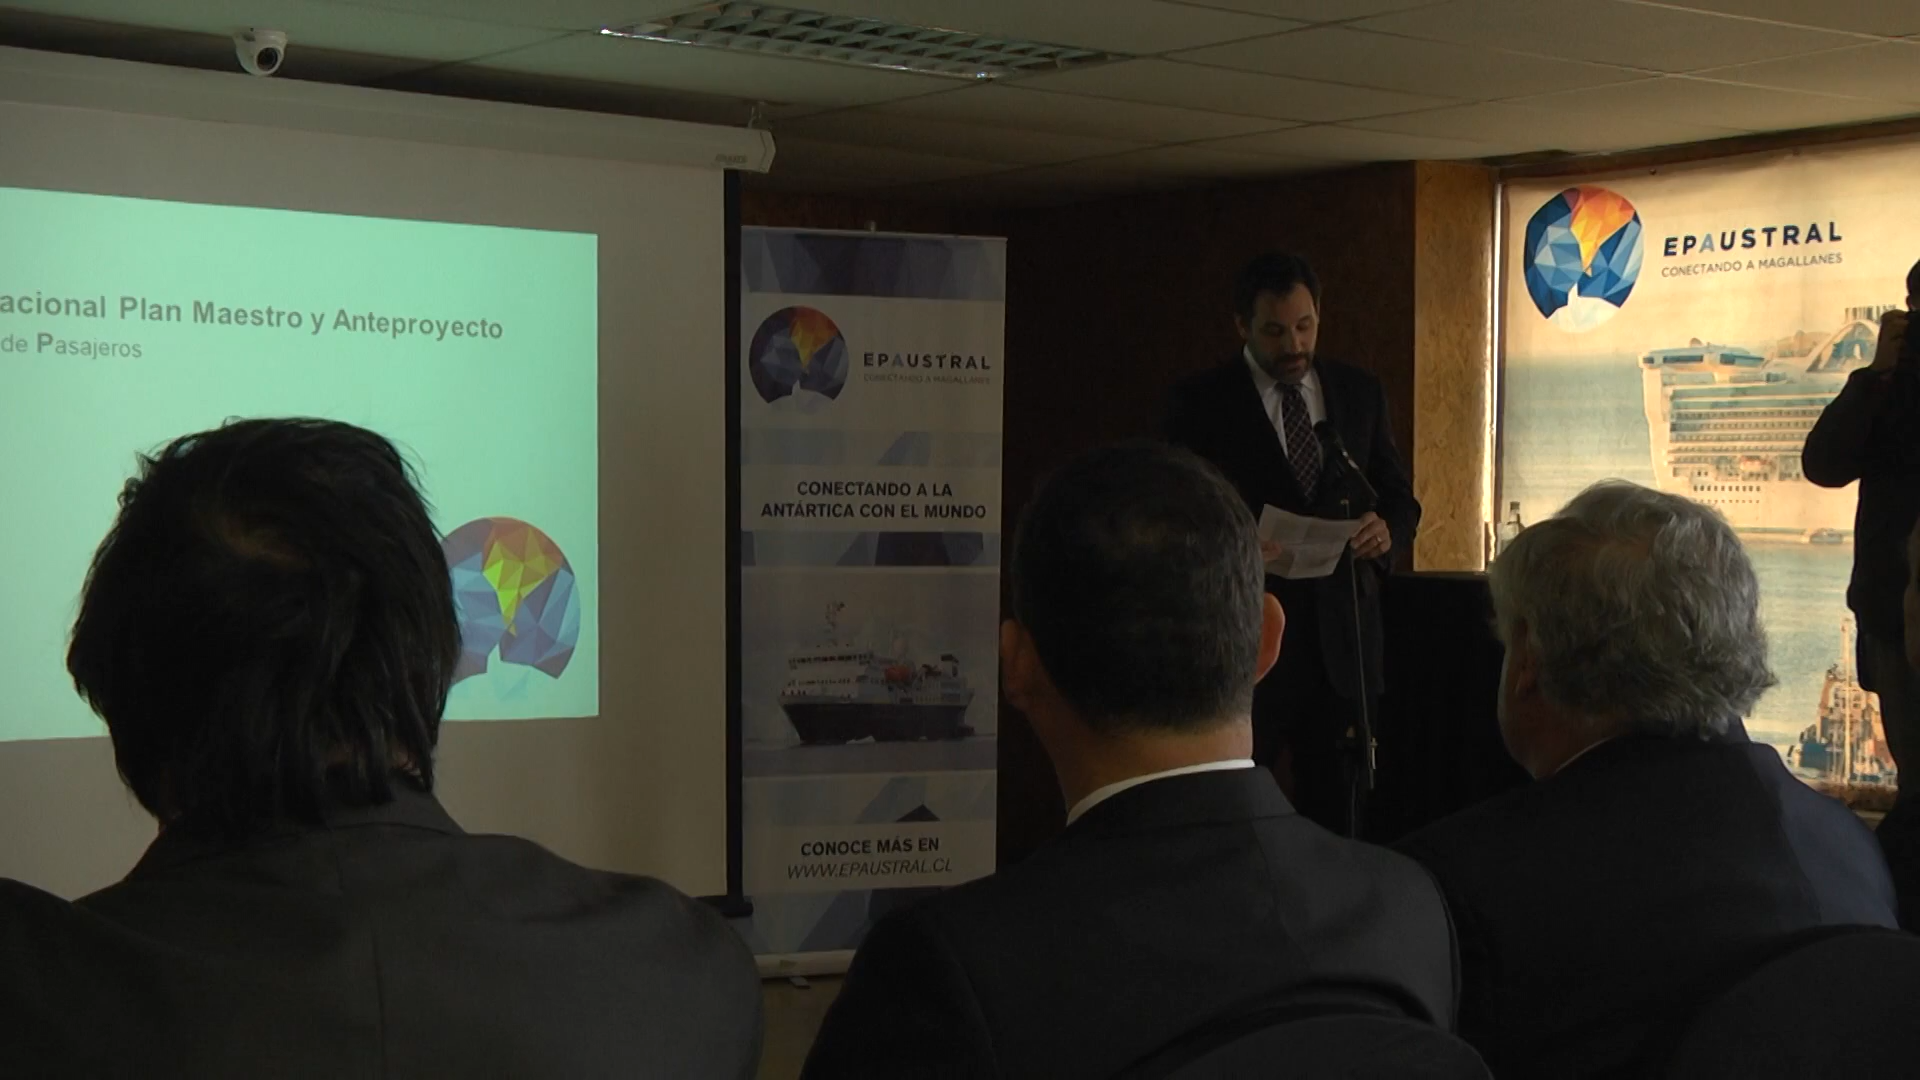 acional Plan Maestro y Anteproyecto
de Pasajeros
EPAUSTRAL
CONECTANDO A MAGALLANES
CONECTANDO A LA
ANTÁRTICA CON EL MUNDO
CONOCE MÁS EN
WWW.EPAUSTRAL.CL
EPAUSTRAL
CONECTANDO A MAGALLANES